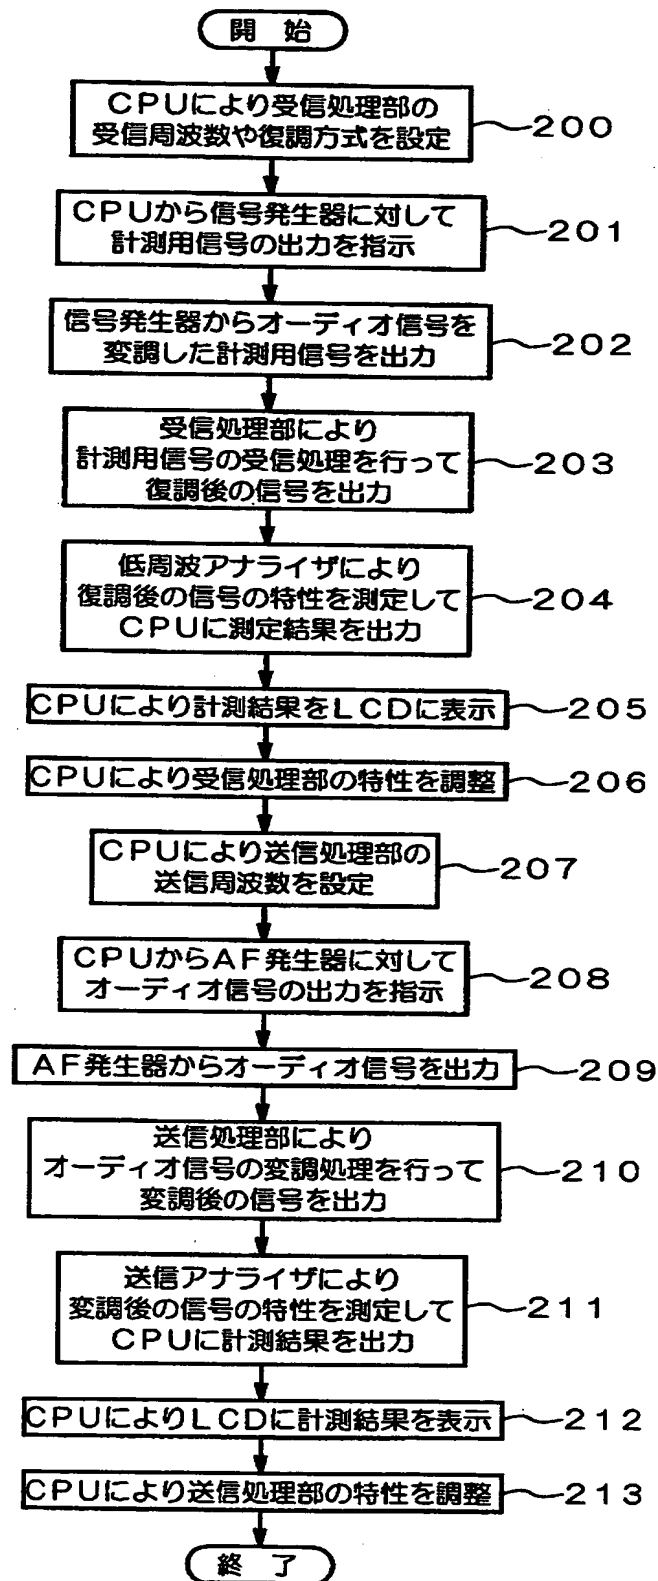 開 始
CPUにより受信処理部の
受信周波数や復調方式を設定
200
CPUから信号発生器に対して
計測用信号の出力を指示
201
信号発生器からオーディオ信号を
変調した計測用信号を出力
202
受信処理部により
計測用信号の受信処理を行って
復調後の信号を出力
203
低周波アナライザにより
復調後の信号の特性を測定して
CPUに測定結果を出力
204
CPUにより計測結果をLCDに表示
205
CPUにより受信処理部の特性を調整
206
CPUにより送信処理部の
送信周波数を設定
207
CPUからAF発生器に対して
オーディオ信号の出力を指示
208
AF発生器からオーディオ信号を出力
209
送信処理部により
オーディオ信号の変調処理を行って
変調後の信号を出力
210
送信アナライザにより
変調後の信号の特性を測定して
CPUに計測結果を出力
211
CPUによりLCDに計測結果を表示
212
CPUにより送信処理部の特性を調整
213
終 了